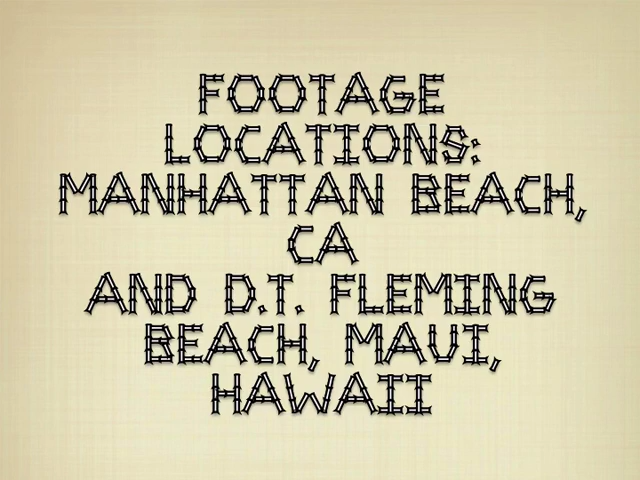 FOOTAGE
LOCATIONS:
MANHATTAN BEACH,
CA
AND D.T. FLEMING
BEACH, MAUI,
HAWAII